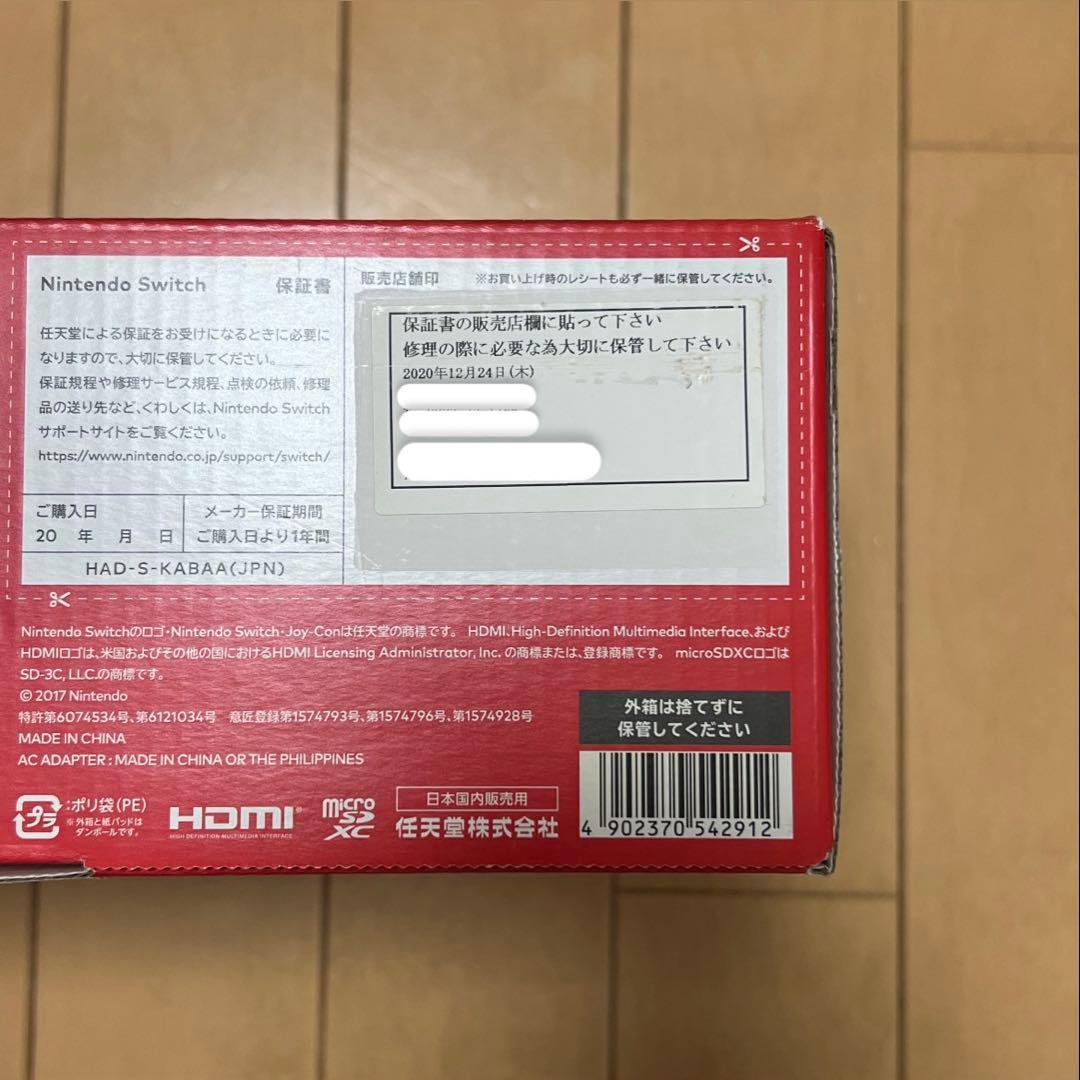 Nintendo Switch 保証書
任天堂による保証をお受けになるときに必要に
なりますので、大切に保管してください。
保証規程や修理サービス規程、点検の依頼、修理
品の送り先など、くわしくは、Nintendo Switch
サポートサイトをご覧ください。
https://www.nintendo.co.jp/support/switch/
ご購入日
20 年 月 日
メーカー保証期間
ご購入日より1年間
HAD-S-KABAA(JPN)
販売店舗印 ※お買い上げ時のレシートも必ず一緒に保管してください。
保証書の販売店欄に貼って下さい
修理の際に必要な為大切に保管して下さい
2020年12月24日(木)
Nintendo Switchのロゴ・Nintendo Switch・Joy-Conは任天堂の商標です。 HDMI、High-Definition Multimedia Interface、および
HDMIロゴは、米国およびその他の国におけるHDMI Licensing Administrator, Inc. の商標または、登録商標です。 microSDXCロゴは
SD-3C, LLC.の商標です。
© 2017 Nintendo
特許第6074534号、第6121034号 意匠登録第1574793号、第1574796号、第1574928号
MADE IN CHINA
AC ADAPTER : MADE IN CHINA OR THE PHILIPPINES
外箱は捨てずに
保管してください
プラ
:ポリ袋(PE)
※外箱と紙パッドは
ダンボールです。
HDMI
HIGH-DEFINITION MULTIMEDIA INTERFACE
micro
SD
XC
日本国内販売用
任天堂株式会社
4 902370 542912